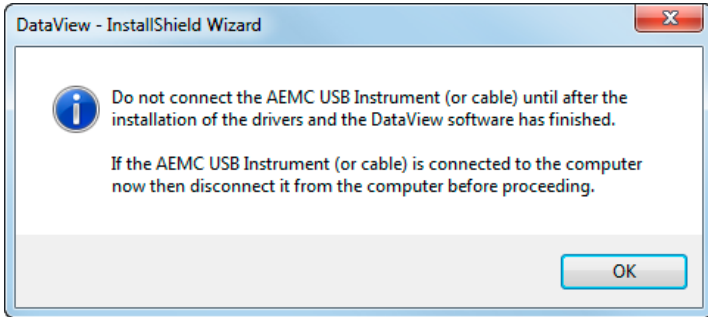 DataView - InstallShield Wizard
Do not connect the AEMC USB Instrument (or cable) until after the
installation of the drivers and the DataView software has finished.
If the AEMC USB Instrument (or cable) is connected to the computer
now then disconnect it from the computer before proceeding.
OK